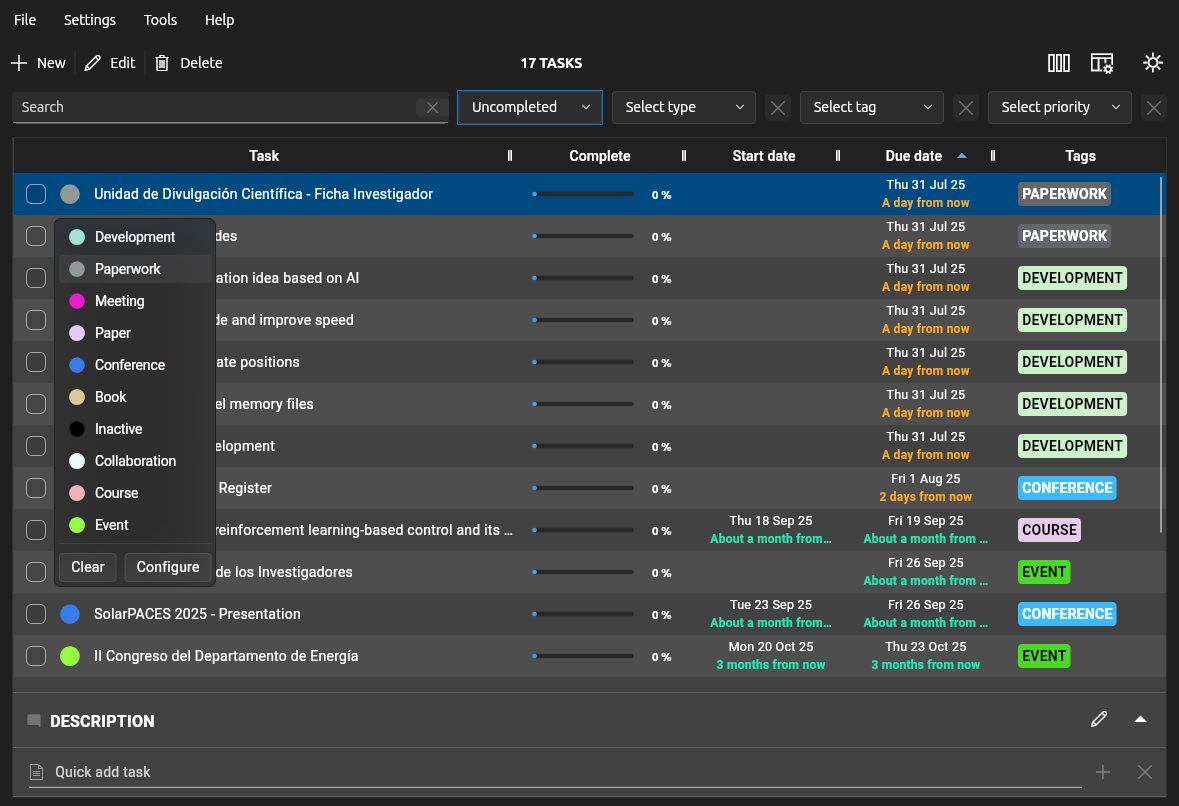 File Settings Tools Help
New Edit Delete 17 TASKS
Search Uncompleted Select type Select tag Select priority
Task Complete Start date Due date Tags
Unidad de Divulgación Científica - Ficha Investigador 0 % Thu 31 Jul 25 A day from now PAPERWORK
des 0 % Thu 31 Jul 25 A day from now PAPERWORK
ation idea based on AI 0 % Thu 31 Jul 25 A day from now DEVELOPMENT
de and improve speed 0 % Thu 31 Jul 25 A day from now DEVELOPMENT
ate positions 0 % Thu 31 Jul 25 A day from now DEVELOPMENT
el memory files 0 % Thu 31 Jul 25 A day from now DEVELOPMENT
elopment 0 % Thu 31 Jul 25 A day from now DEVELOPMENT
Register 0 % Fri 1 Aug 25 2 days from now CONFERENCE
reinforcement learning-based control and its ... 0 % Thu 18 Sep 25 About a month from... Fri 19 Sep 25 About a month from ... COURSE
de los Investigadores 0 % Fri 26 Sep 25 About a month from ... EVENT
SolarPACES 2025 - Presentation 0 % Tue 23 Sep 25 About a month from... Fri 26 Sep 25 About a month from ... CONFERENCE
II Congreso del Departamento de Energía 0 % Mon 20 Oct 25 3 months from now Thu 23 Oct 25 3 months from now EVENT
Development
Paperwork
Meeting
Paper
Conference
Book
Inactive
Collaboration
Course
Event
Clear Configure
DESCRIPTION
Quick add task